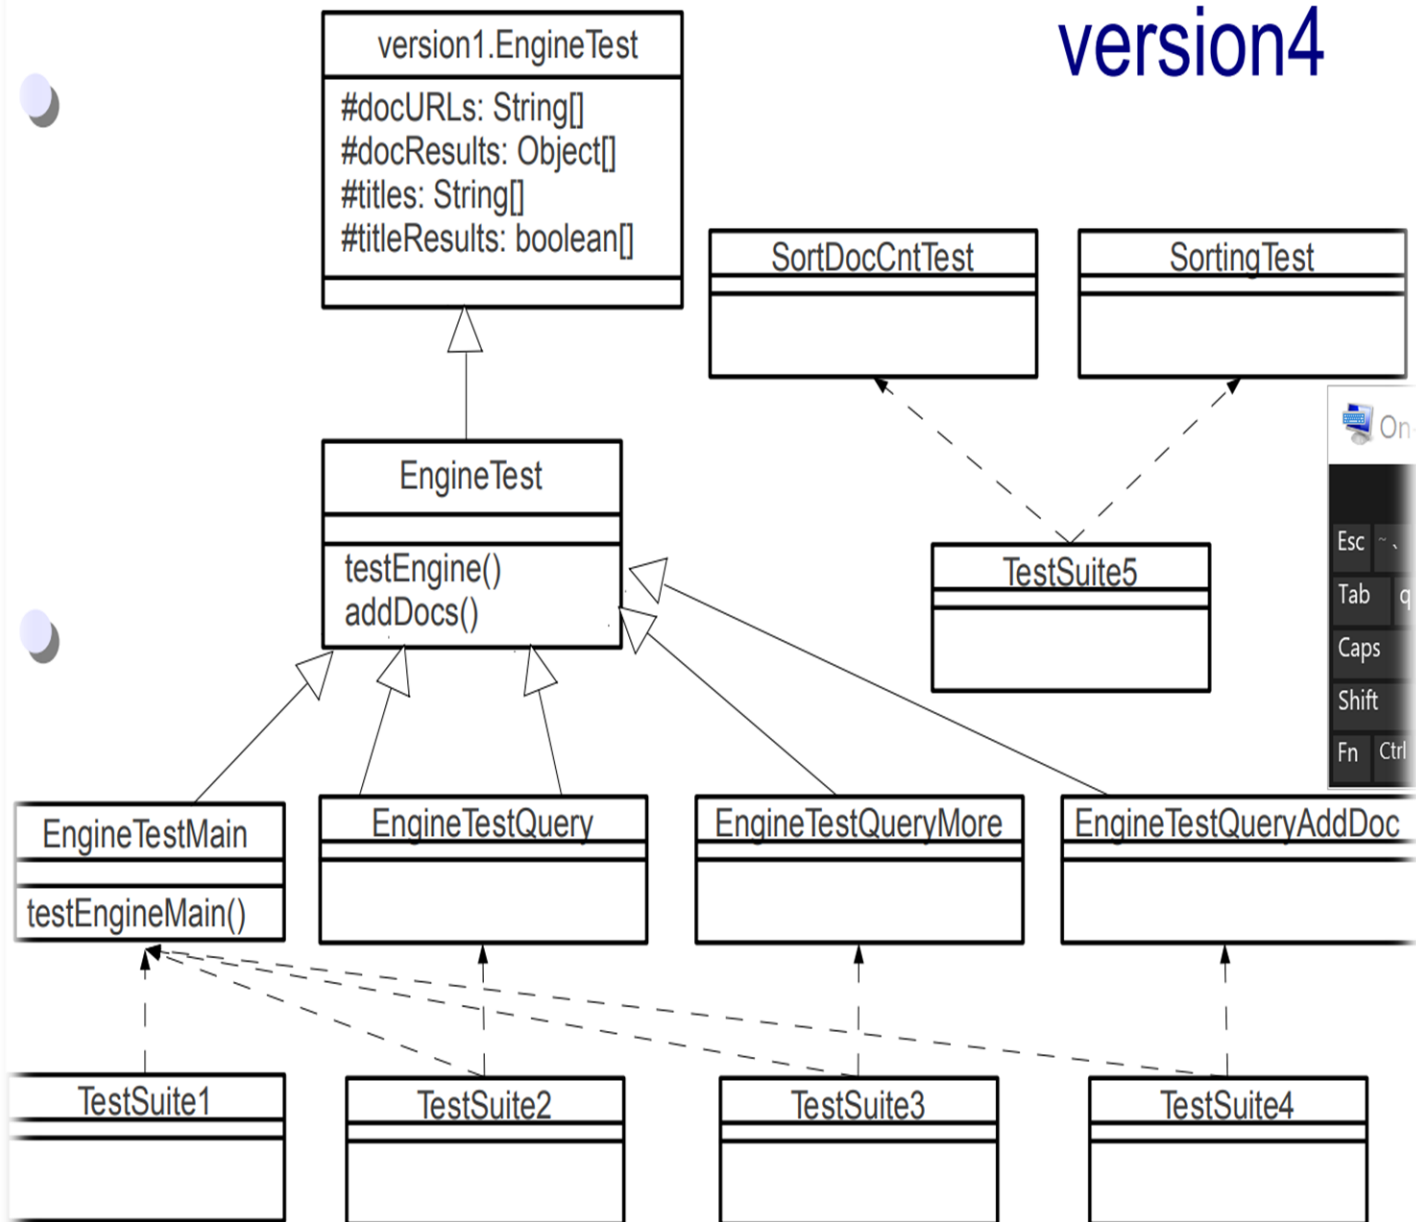 version4
version1.EngineTest
#docURLs: String[]
#docResults: Object[]
#titles: String[]
#titleResults: boolean[]
SortDocCntTest
SortingTest
EngineTest
testEngine()
addDocs()
TestSuite5
On
Esc ~ `
Tab q
Caps
Shift
Fn Ctrl
EngineTestMain
testEngineMain()
EngineTestQuery
EngineTestQueryMore
EngineTestQueryAddDoc
TestSuite1
TestSuite2
TestSuite3
TestSuite4